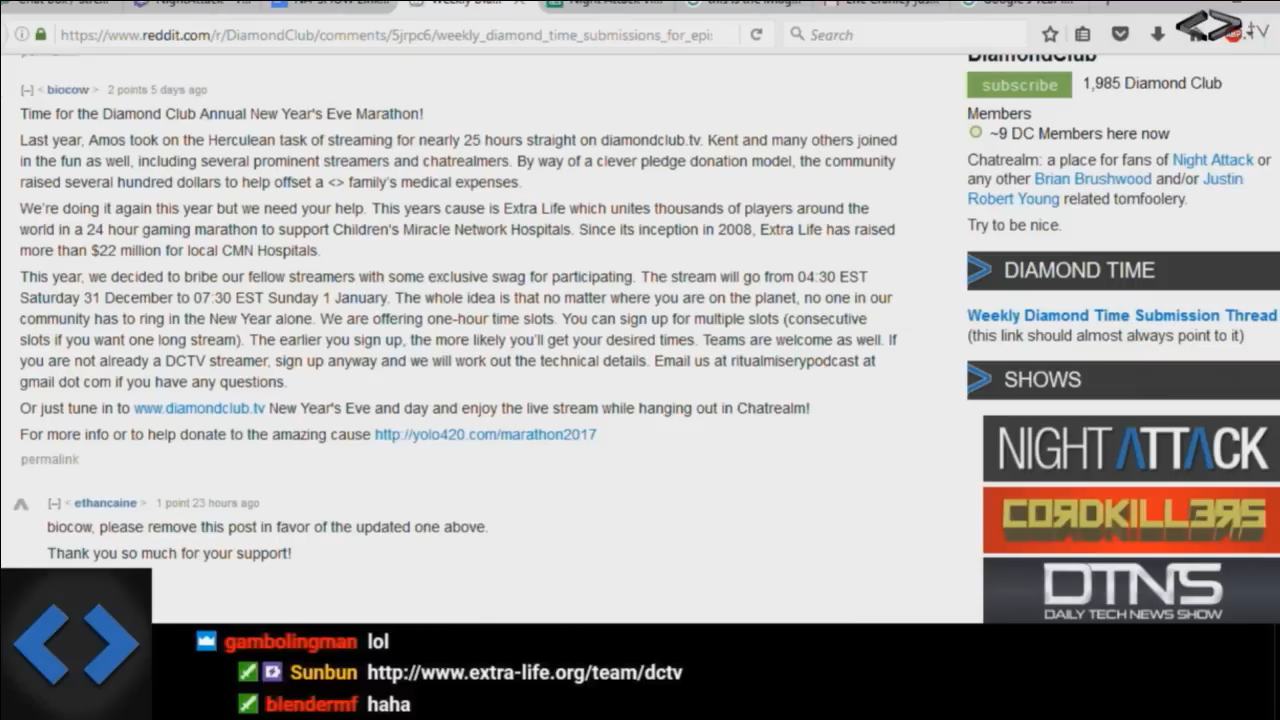 https://www.reddit.com/r/DiamondClub/comments/5jrpc6/weekly_diamond_time_submissions_for_epi
Search
[–] < biocow > 2 points 5 days ago
Time for the Diamond Club Annual New Year's Eve Marathon!
Last year, Amos took on the Herculean task of streaming for nearly 25 hours straight on diamondclub.tv. Kent and many others joined
in the fun as well, including several prominent streamers and chatrealmers. By way of a clever pledge donation model, the community
raised several hundred dollars to help offset a <> family's medical expenses.
We're doing it again this year but we need your help. This years cause is Extra Life which unites thousands of players around the
world in a 24 hour gaming marathon to support Children's Miracle Network Hospitals. Since its inception in 2008, Extra Life has raised
more than $22 million for local CMN Hospitals.
This year, we decided to bribe our fellow streamers with some exclusive swag for participating. The stream will go from 04:30 EST
Saturday 31 December to 07:30 EST Sunday 1 January. The whole idea is that no matter where you are on the planet, no one in our
community has to ring in the New Year alone. We are offering one-hour time slots. You can sign up for multiple slots (consecutive
slots if you want one long stream). The earlier you sign up, the more likely you'll get your desired times. Teams are welcome as well. If
you are not already a DCTV streamer, sign up anyway and we will work out the technical details. Email us at ritualmiserypodcast at
gmail dot com if you have any questions.
Or just tune in to www.diamondclub.tv New Year's Eve and day and enjoy the live stream while hanging out in Chatrealm!
For more info or to help donate to the amazing cause http://yolo420.com/marathon2017
permalink
[–] < ethancaine > 1 point 23 hours ago
biocow, please remove this post in favor of the updated one above.
Thank you so much for your support!
DiamondClub
subscribe 1,985 Diamond Club
Members
~9 DC Members here now
Chatrealm: a place for fans of Night Attack or
any other Brian Brushwood and/or Justin
Robert Young related tomfoolery.
Try to be nice.
DIAMOND TIME
Weekly Diamond Time Submission Thread
(this link should almost always point to it)
SHOWS
NIGHT ATTACK
CORDKILLERS
DTNS
DAILY TECH NEWS SHOW
gambolingman lol
Sunbun http://www.extra-life.org/team/dctv
blendermf haha